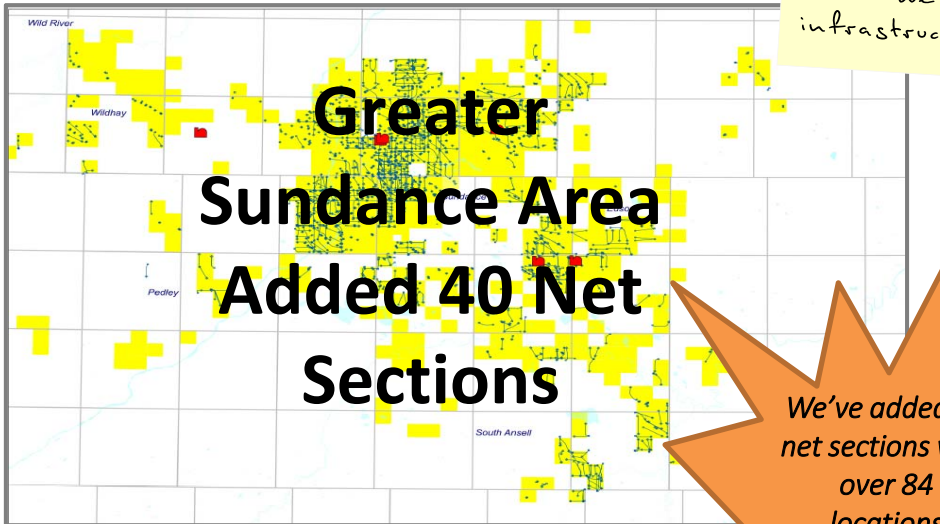 Wild River
Wildhay
Greater
Sundance Area
Added 40 Net
Sections
Pedley
South Ansell
We've added
net sections
over 84
locations